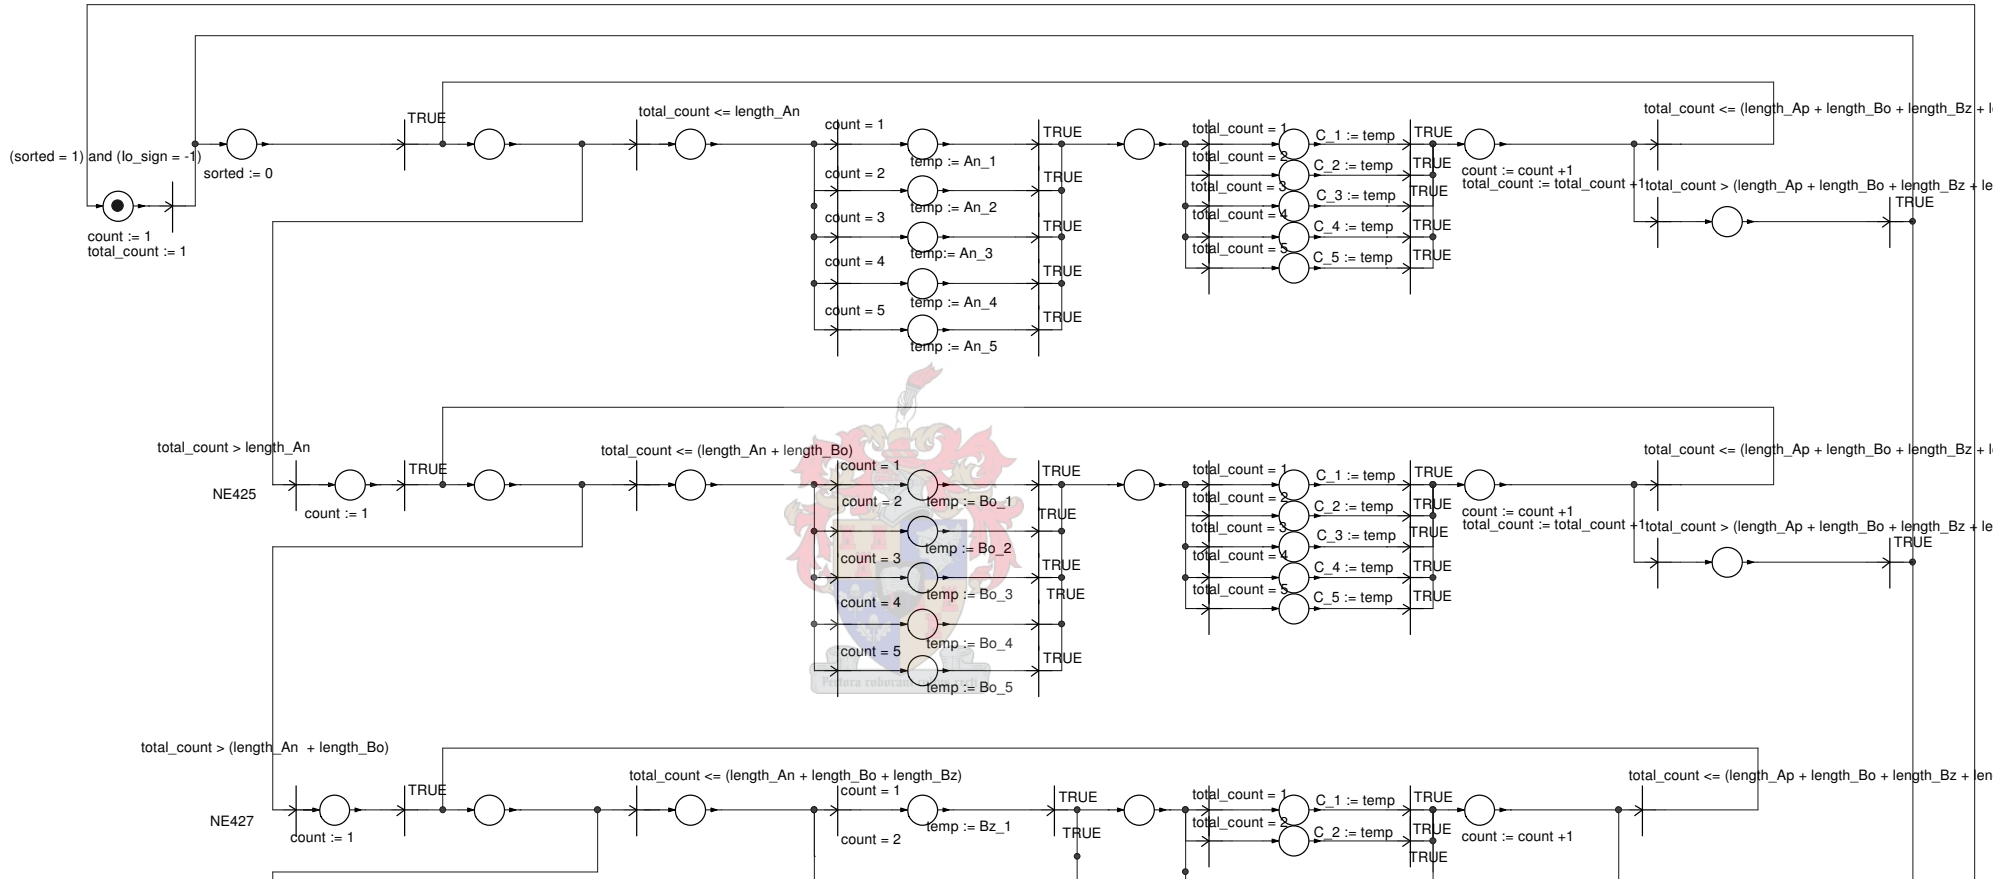 total_count <= (length_Ap + length_Bo + length_Bz + l
total_count <= length_An
TRUE
(sorted = 1) and (lo_sign = -1)
sorted := 0
count := 1
total_count := 1
count = 1
temp := An_1
TRUE
count = 2
temp := An_2
TRUE
count = 3
temp:= An_3
TRUE
count = 4
temp := An_4
TRUE
count = 5
temp := An_5
TRUE
total_count = 1
C_1 := temp
TRUE
total_count = 2
C_2 := temp
TRUE
total_count = 3
C_3 := temp
TRUE
total_count = 4
C_4 := temp
TRUE
total_count = 5
C_5 := temp
TRUE
count := count +1
total_count := total_count +1
total_count > (length_Ap + length_Bo + length_Bz + le
TRUE
total_count > length_An
NE425
count := 1
TRUE
total_count <= (length_An + length_Bo)
count = 1
temp := Bo_1
TRUE
count = 2
temp := Bo_2
TRUE
count = 3
temp := Bo_3
TRUE
count = 4
temp := Bo_4
TRUE
count = 5
temp := Bo_5
TRUE
total_count = 1
C_1 := temp
TRUE
total_count = 2
C_2 := temp
TRUE
total_count = 3
C_3 := temp
TRUE
total_count = 4
C_4 := temp
TRUE
total_count = 5
C_5 := temp
TRUE
count := count +1
total_count := total_count +1
total_count <= (length_Ap + length_Bo + length_Bz + l
total_count > (length_Ap + length_Bo + length_Bz + le
TRUE
Pectora roborant cultus recti
total_count > (length_An + length_Bo)
NE427
count := 1
TRUE
total_count <= (length_An + length_Bo + length_Bz)
count = 1
temp := Bz_1
TRUE
count = 2
TRUE
total_count = 1
C_1 := temp
TRUE
total_count = 2
C_2 := temp
TRUE
TRUE
count := count +1
total_count <= (length_Ap + length_Bo + length_Bz + len